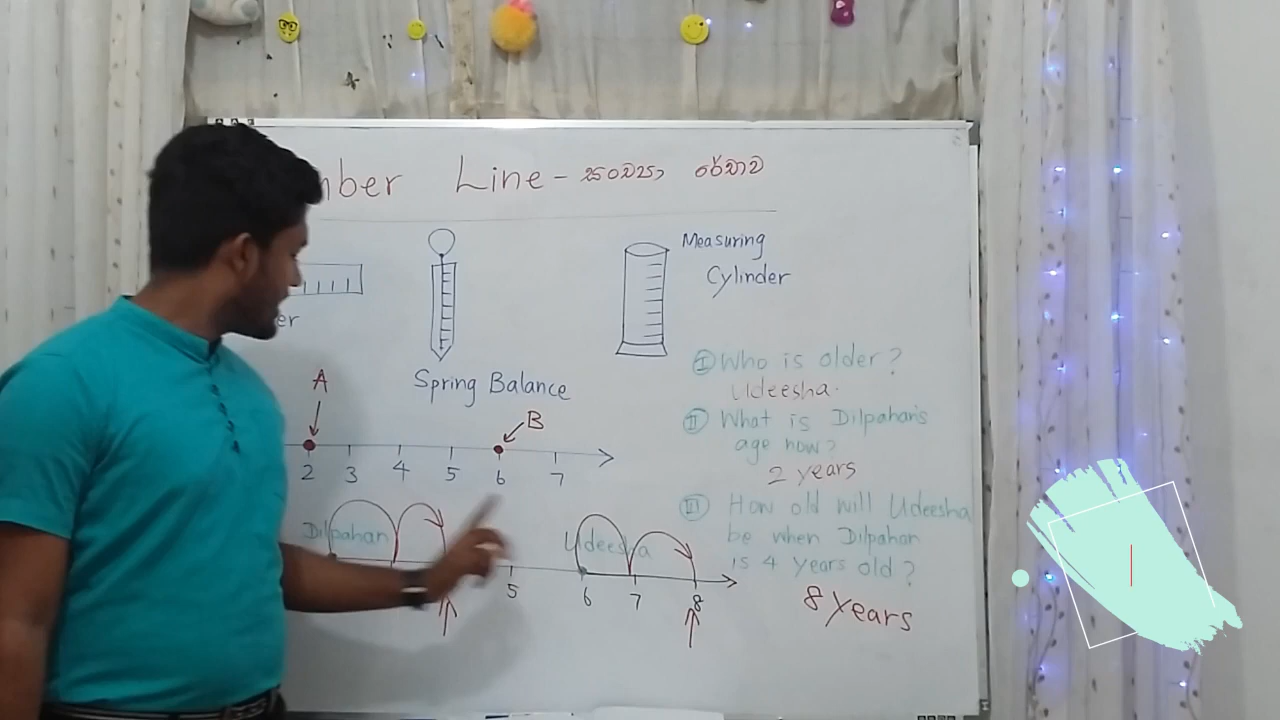 mber Line - සංඛ්‍යා රේඛාව
Measuring
Cylinder
er
Spring Balance
A
B
2 3 4 5 6 7
Dilpahan
Udeesha
5 6 7 8
I Who is older?
Udeesha.
II What is Dilpahan's
age now?
2 years
III How old will Udeesha
be when Dilpahan
is 4 years old?
8 Years